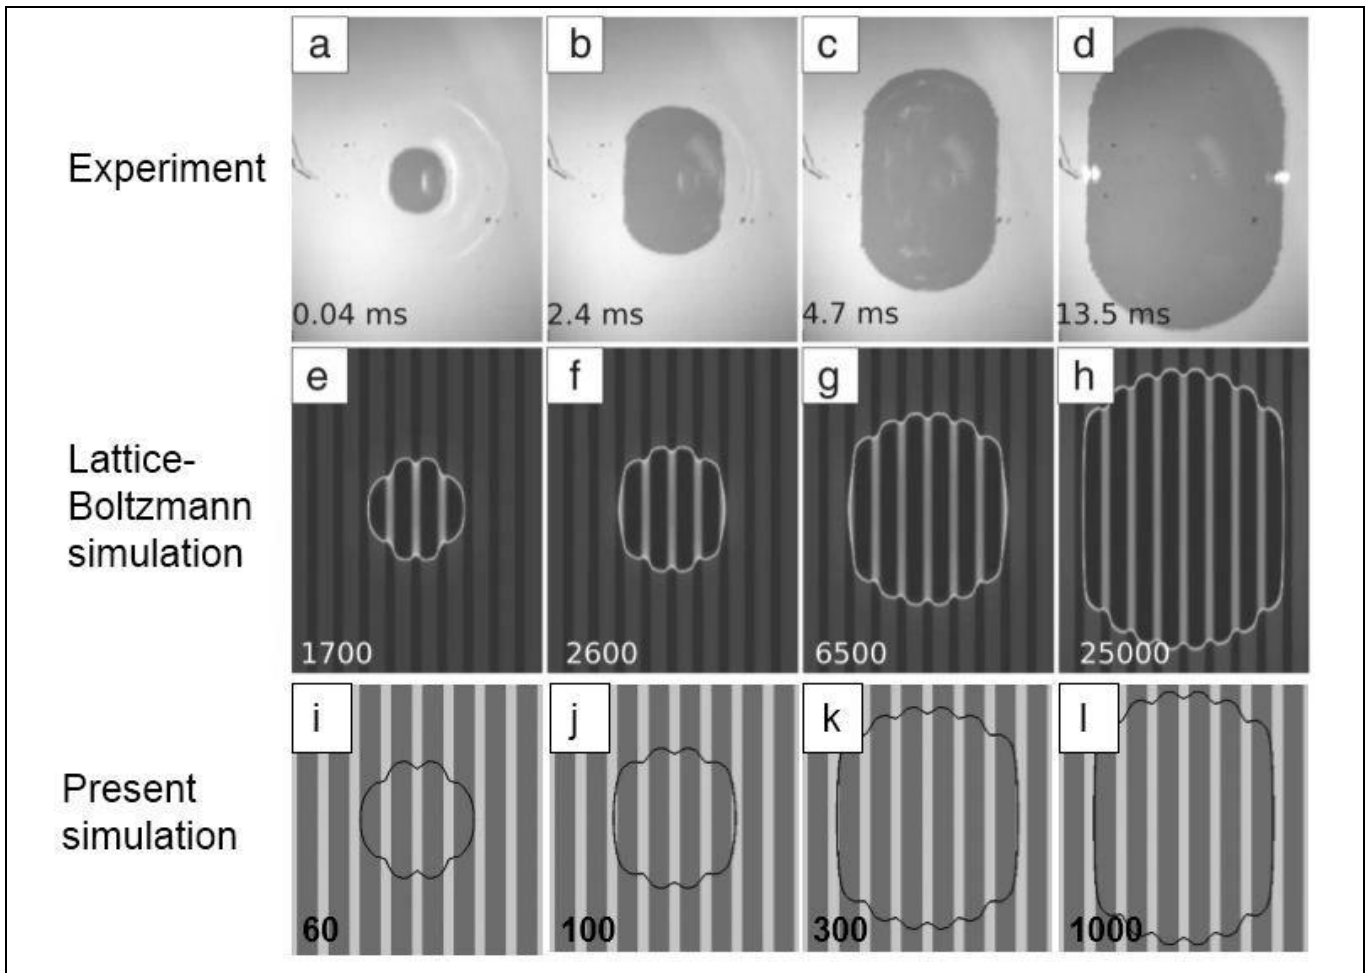 a b c d
Experiment
0.04 ms 2.4 ms 4.7 ms 13.5 ms
e f g h
Lattice-
Boltzmann
simulation
1700 2600 6500 25000
i j k l
Present
simulation
60 100 300 1000